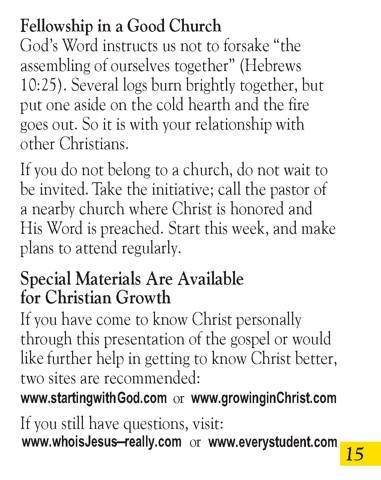 Fellowship in a Good Church
God's Word instructs us not to forsake “the
assembling of ourselves together” (Hebrews
10:25). Several logs burn brightly together, but
put one aside on the cold hearth and the fire
goes out. So it is with your relationship with
other Christians.
If you do not belong to a church, do not wait to
be invited. Take the initiative; call the pastor of
a nearby church where Christ is honored and
His Word is preached. Start this week, and make
plans to attend regularly.
Special Materials Are Available
for Christian Growth
If you have come to know Christ personally
through this presentation of the gospel or would
like further help in getting to know Christ better,
two sites are recommended:
www.startingwithGod.com or www.growinginChrist.com
If you still have questions, visit:
www.whoisJesus–really.com or www.everystudent.com
15